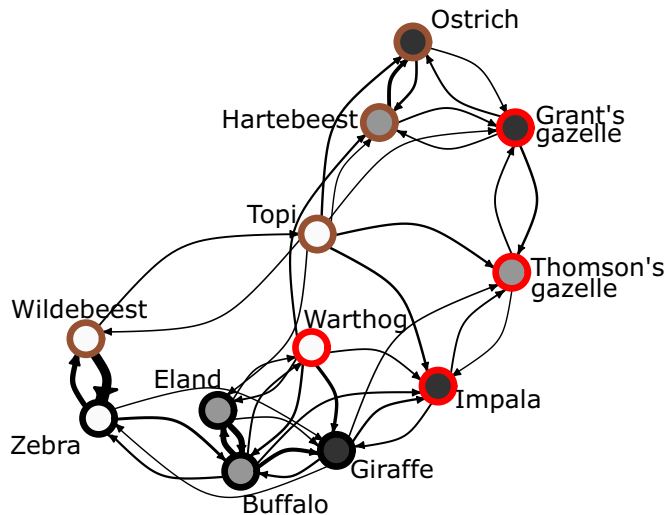 Ostrich
Hartebeest
Grant's
gazelle
Topi
Thomson's
gazelle
Wildebeest
Warthog
Eland
Impala
Zebra
Giraffe
Buffalo